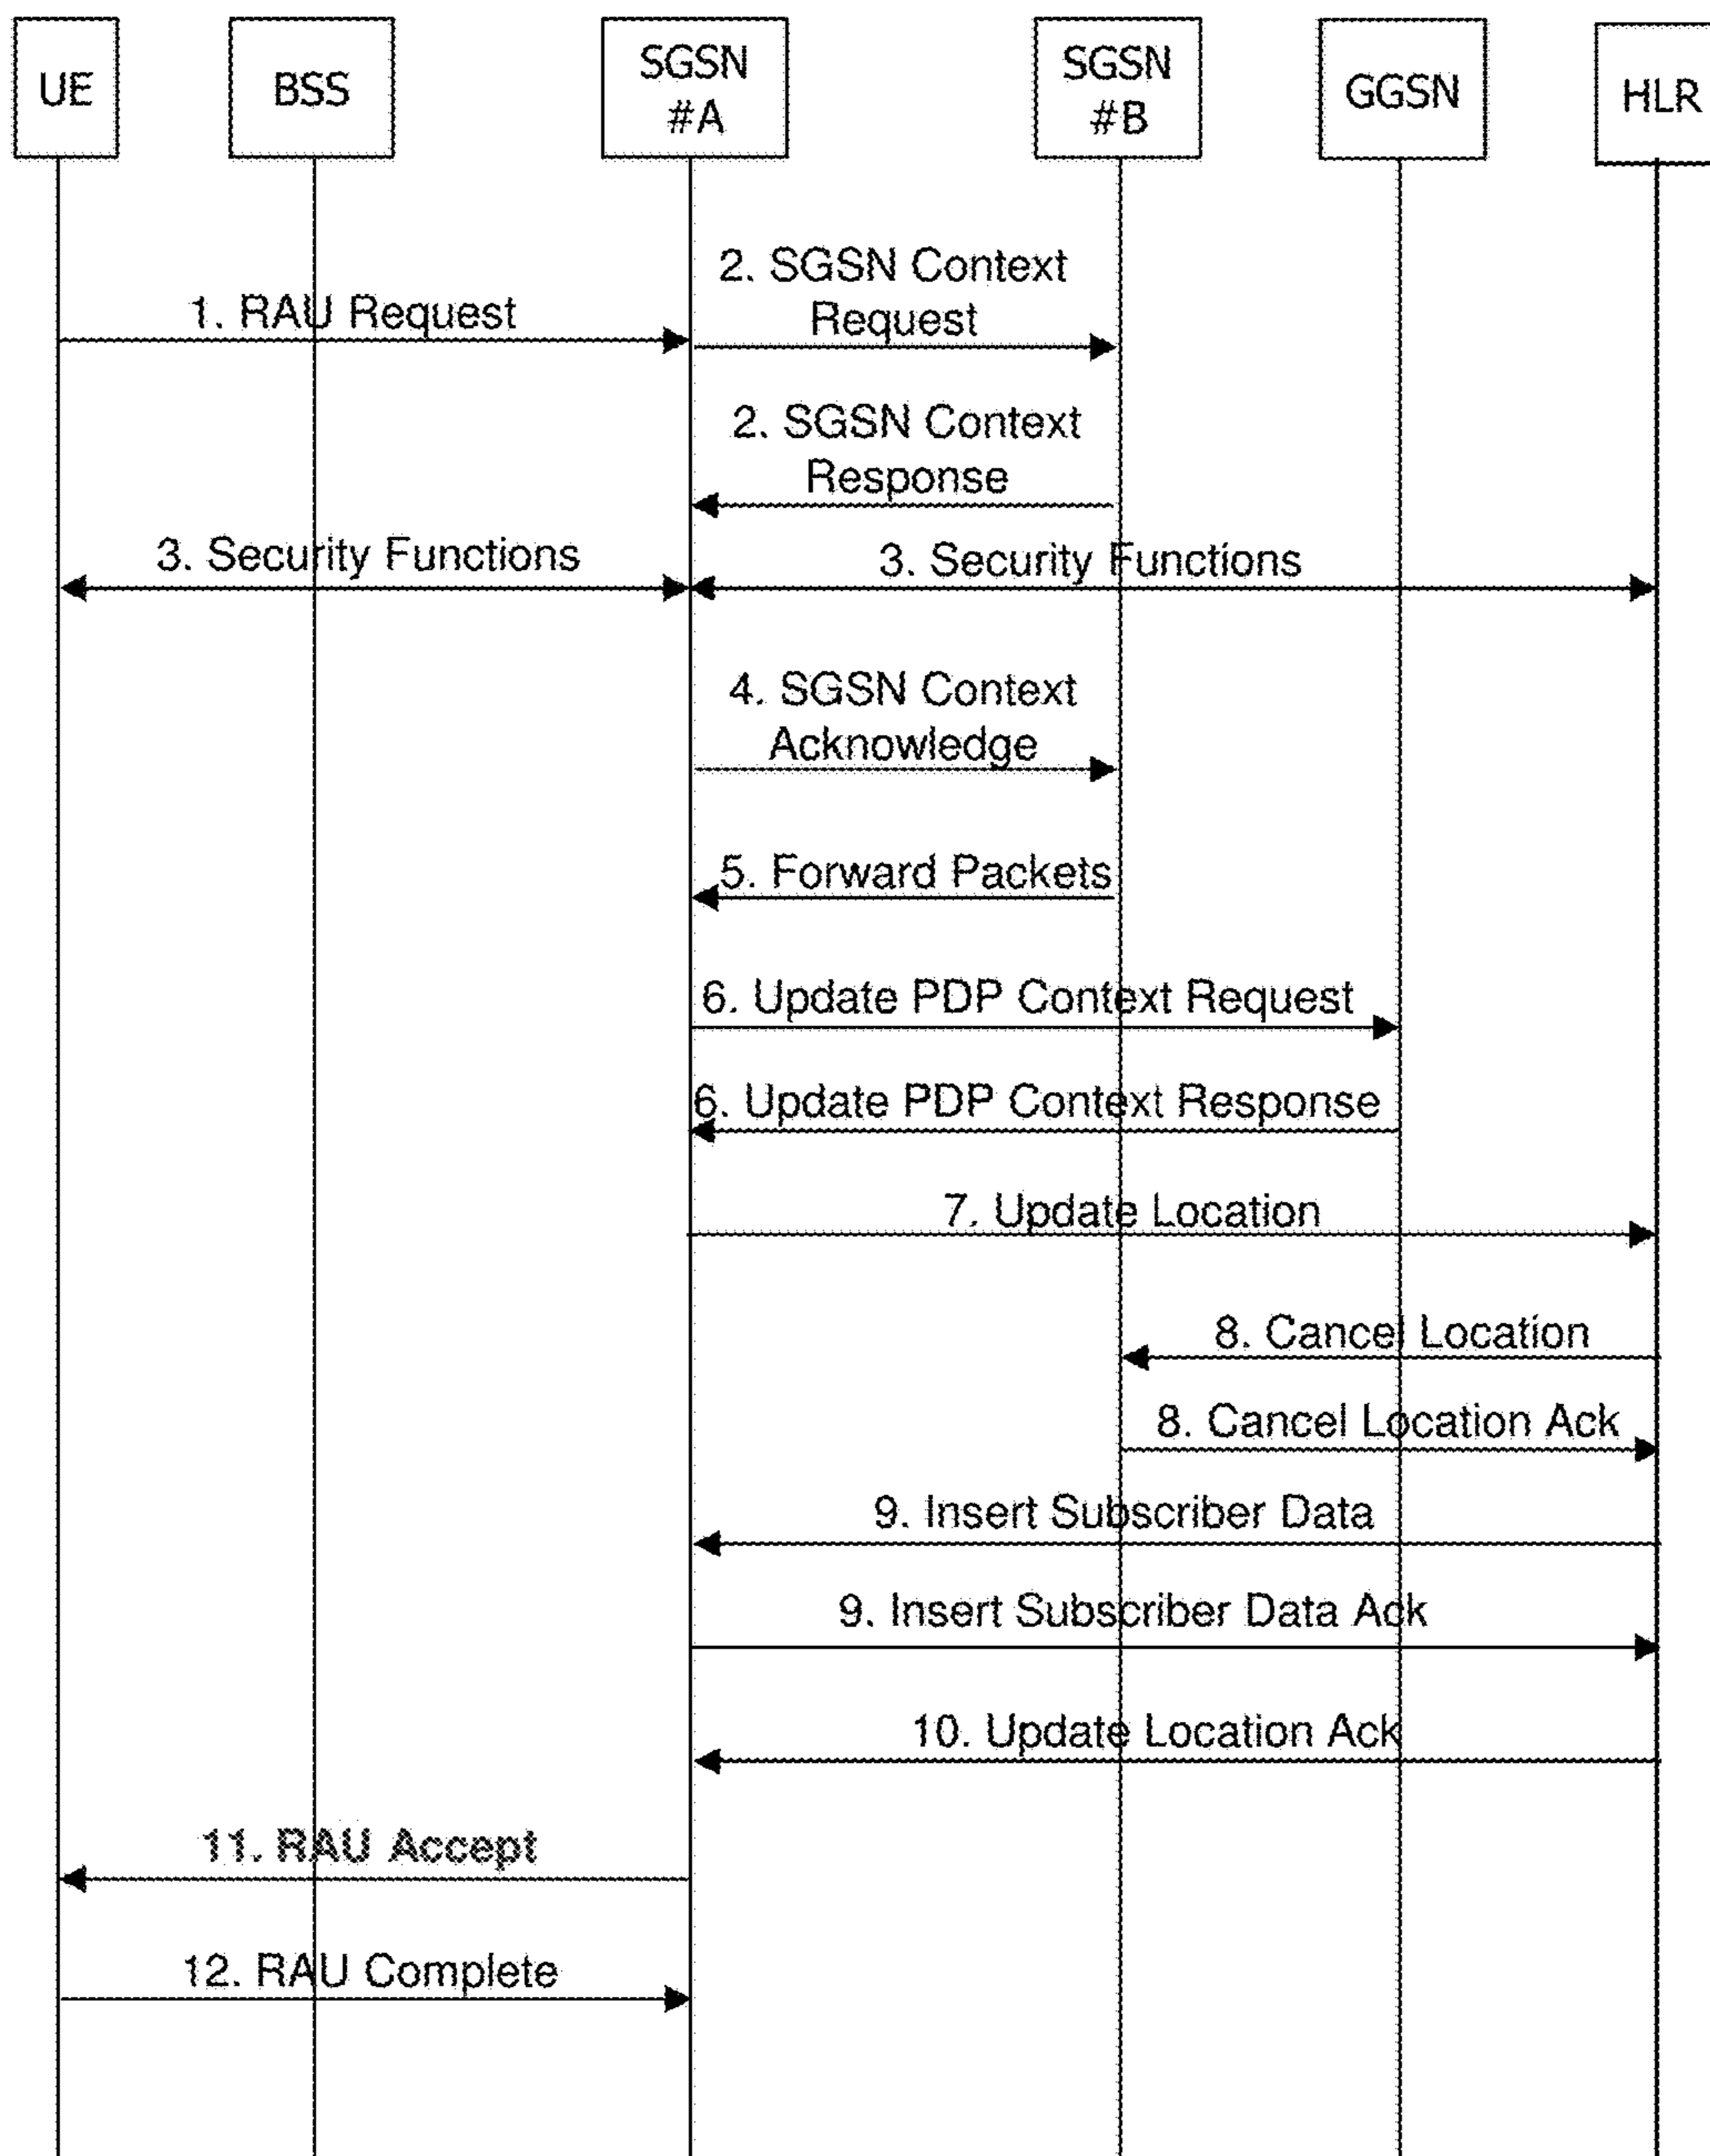 UE
BSS
SGSN
#A
SGSN
#B
GGSN
HLR
1. RAU Request
2. SGSN Context
Request
2. SGSN Context
Response
3. Security Functions
3. Security Functions
4. SGSN Context
Acknowledge
5. Forward Packets
6. Update PDP Context Request
6. Update PDP Context Response
7. Update Location
8. Cancel Location
8. Cancel Location Ack
9. Insert Subscriber Data
9. Insert Subscriber Data Ack
10. Update Location Ack
11. RAU Accept
12. RAU Complete